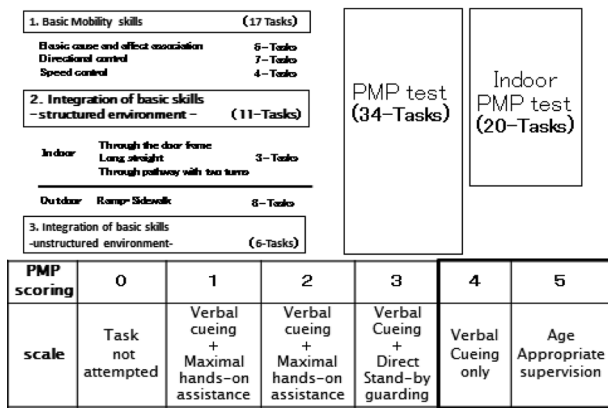 1. Basic Mobility skills (17 Tasks)
Basic cause and affect association 6-Tasks
Directional control 7-Tasks
Speed control 4-Tasks
2. Integration of basic skills
-structured environment- (11-Tasks)
Through the door frame
Indoor Long straight 3-Tasks
Through pathway with two turns
Outdoor Ramp· Sidewalk 8-Tasks
3. Integration of basic skills
-unstructured environment- (6-Tasks)
PMP test
(34-Tasks)
Indoor
PMP test
(20-Tasks)
PMP scoring 0 1 2 3 4 5
scale
Task
not
attempted
Verbal
cueing
+
Maximal
hands-on
assistance
Verbal
cueing
+
Maximal
hands-on
assistance
Verbal
Cueing
+
Direct
Stand-by
guarding
Verbal
Cueing
only
Age
Appropriate
supervision